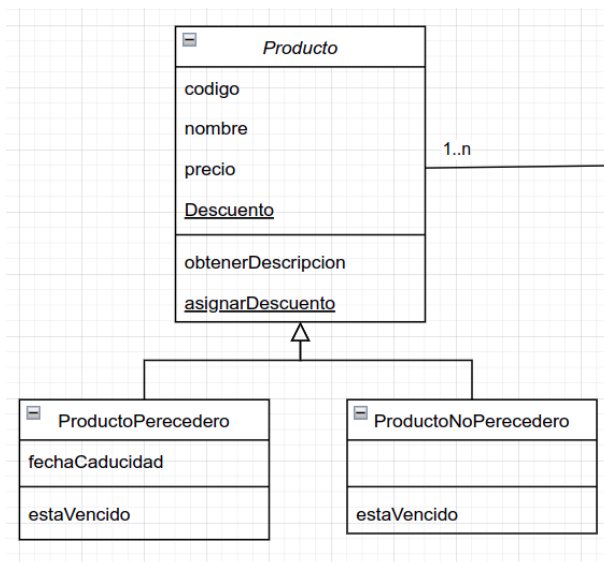 Producto
codigo
nombre
precio
1..n
Descuento
obtenerDescripcion
asignarDescuento
ProductoPerecedero
fechaCaducidad
estaVencido
ProductoNoPerecedero
estaVencido